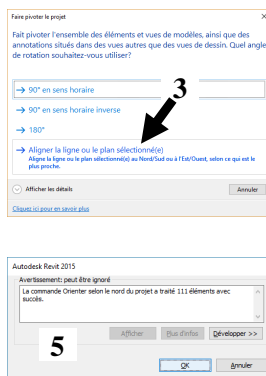 Faire pivoter le projet
Fait pivoter l'ensemble des éléments et vues de modèles, ainsi que des
annotations situés dans des vues autres que des vues de dessin. Quel angle
de rotation souhaitez-vous utiliser?
→ 90° en sens horaire
3
→ 90° en sens horaire inverse
→ 180°
→ Aligner la ligne ou le plan sélectionné(e)
Aligne la ligne ou le plan sélectionné(e) au Nord/Sud ou à l'Est/Ouest, selon ce qui est le
plus proche.
Afficher les détails
Annuler
Cliquez ici pour en savoir plus
Autodesk Revit 2015
Avertissement: peut être ignoré
La commande Orienter selon le nord du projet a traité 111 éléments avec
succès.
Afficher
Plus d'infos
Développer >>
5
OK
Annuler